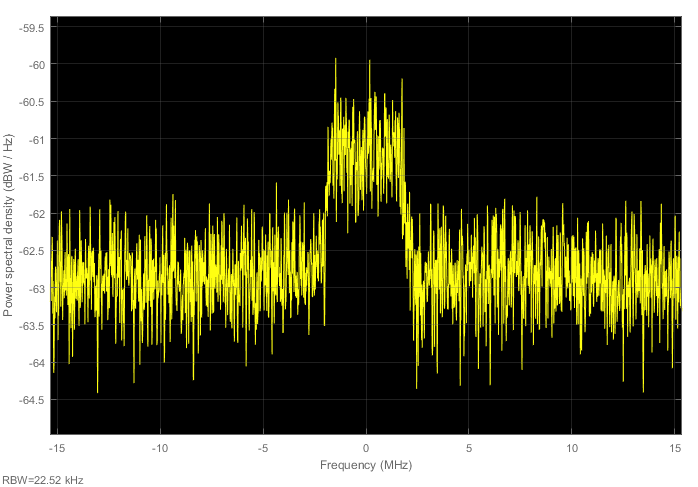 -59.5
-60
-60.5
-61
-61.5
-62
-62.5
-63
-63.5
-64
-64.5
Power spectral density (dBW / Hz)
-15 -10 -5 0 5 10 15
Frequency (MHz)
RBW=22.52 kHz